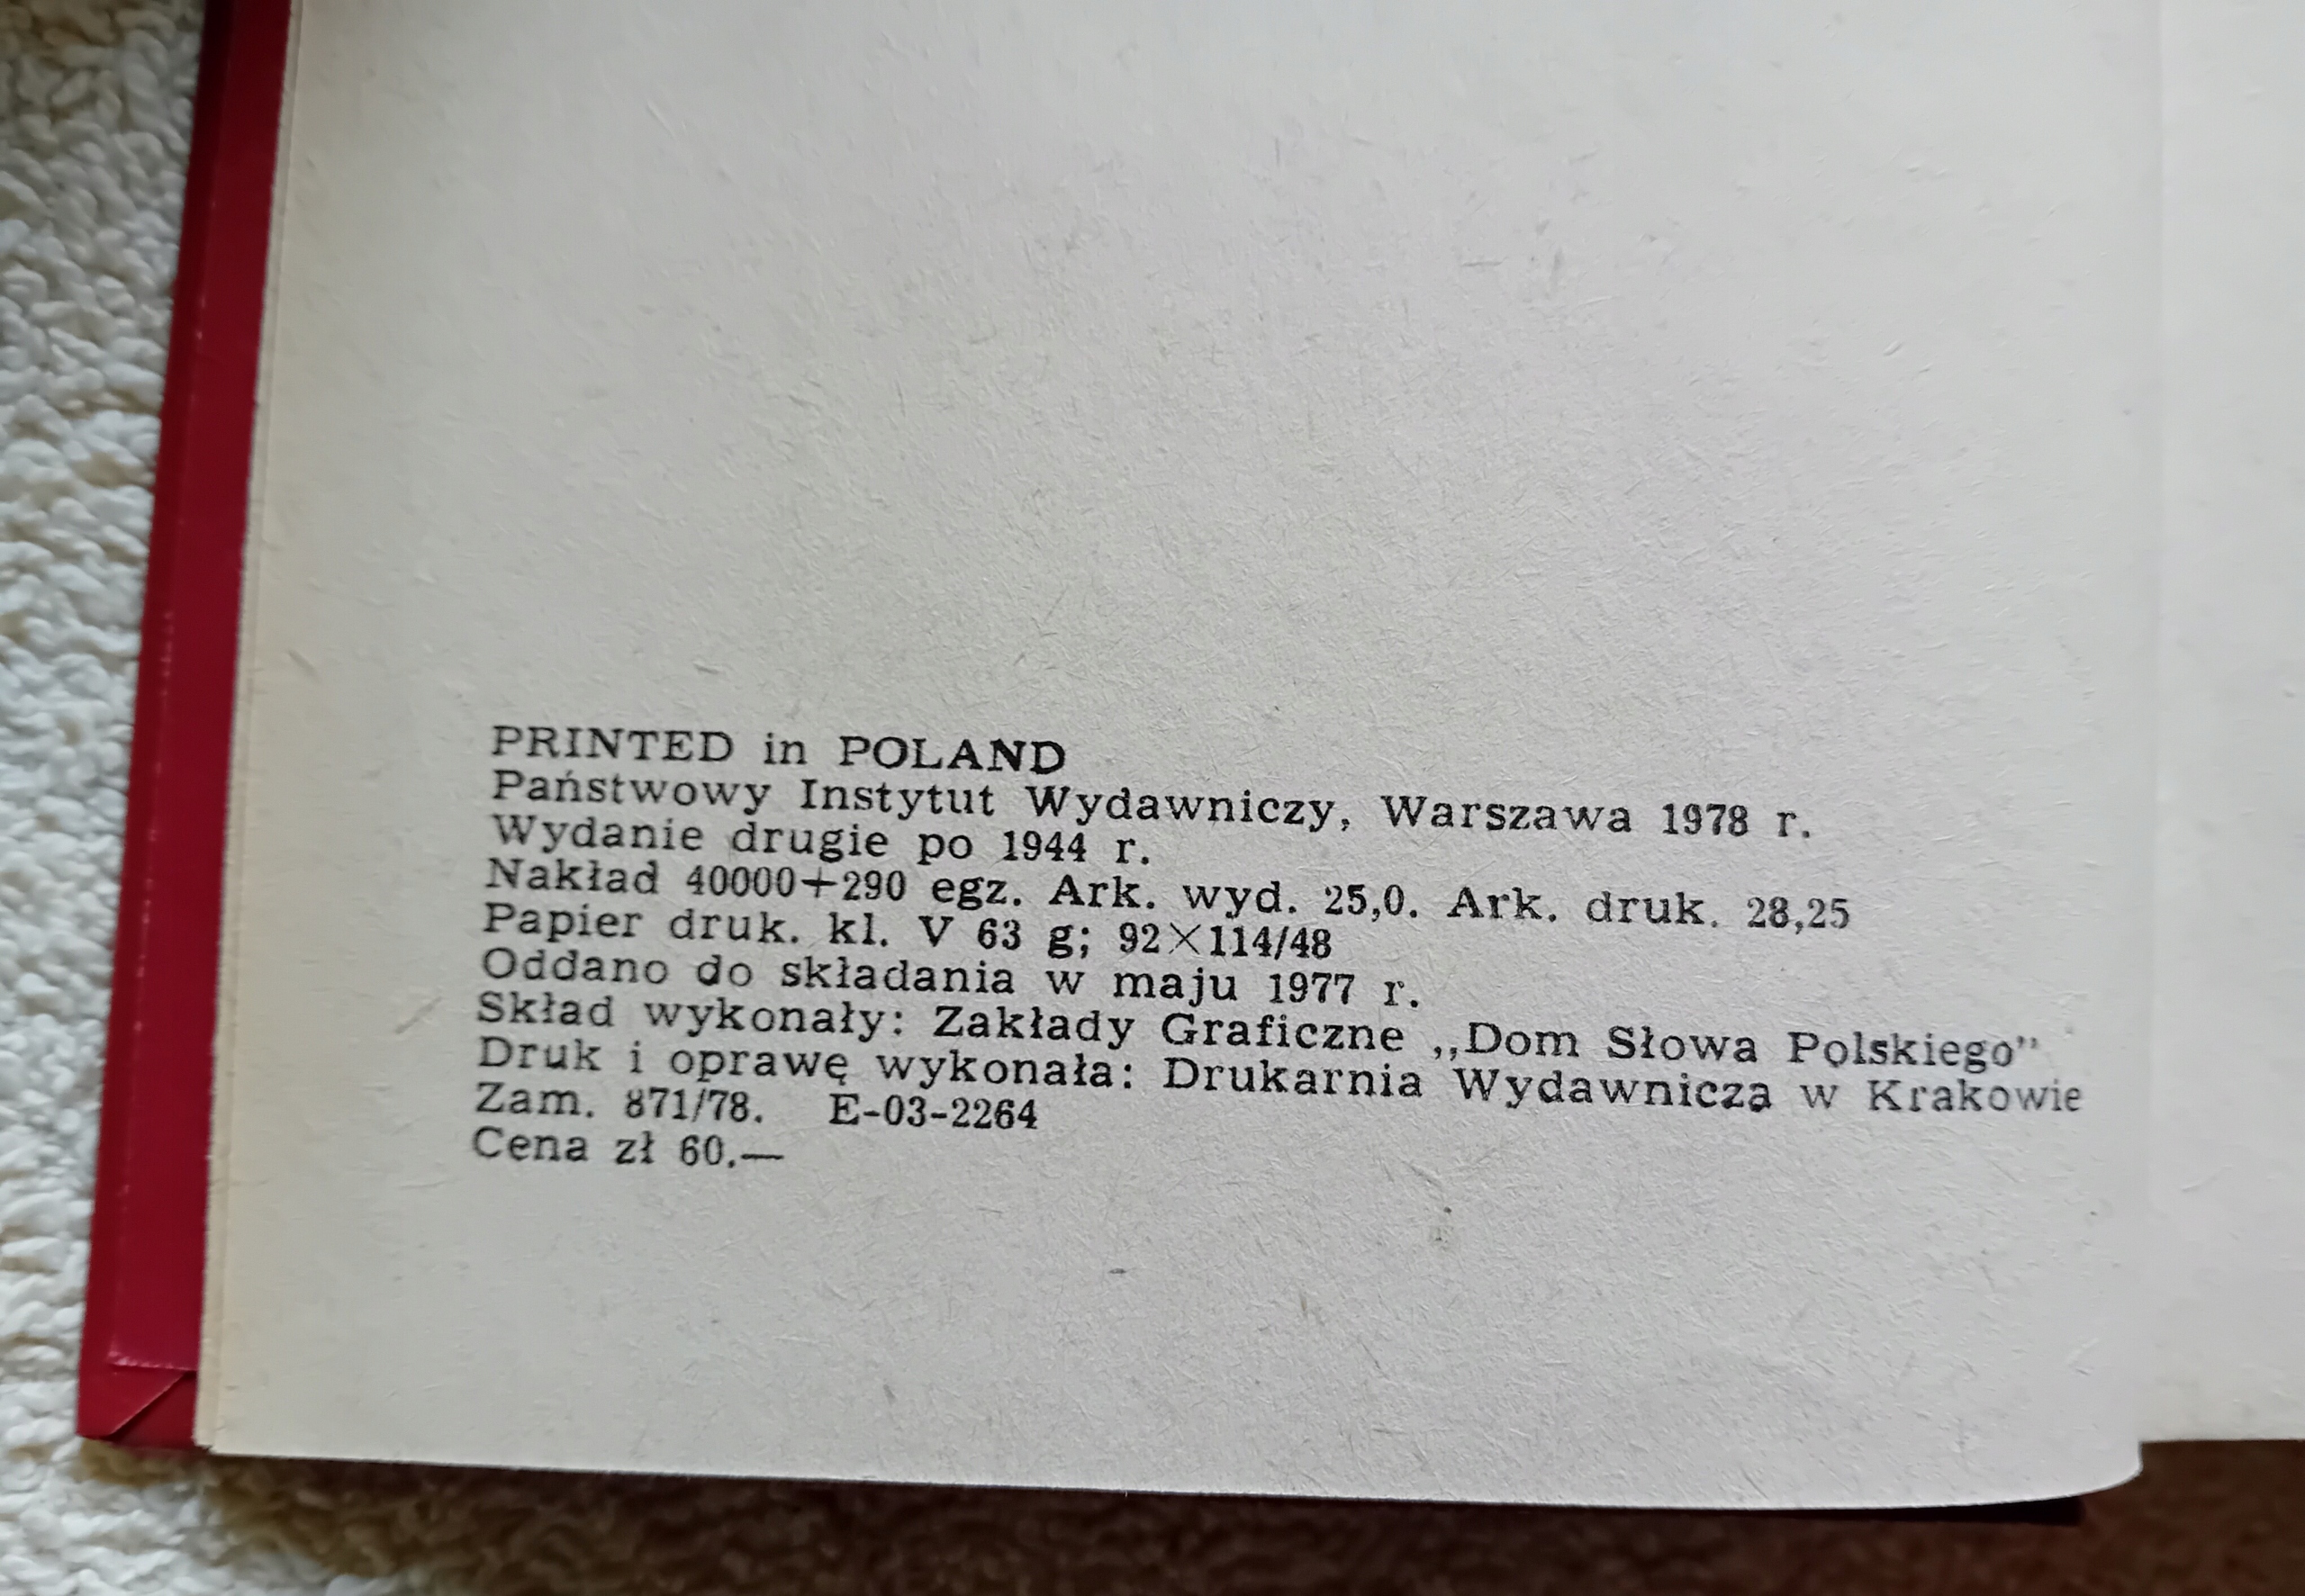 PRINTED in POLAND
Państwowy Instytut Wydawniczy, Warszawa 1978 r.
Wydanie drugie po 1944 r.
Nakład 40000+290 egz. Ark. wyd. 25,0. Ark. druk. 28,25
Papier druk. kl. V 63 g; 92×114/48
Oddano do składania w maju 1977 r.
Skład wykonały: Zakłady Graficzne ,,Dom Słowa Polskiego”
Druk i oprawę wykonała: Drukarnia Wydawnicza w Krakowie
Zam. 871/78. E-03-2264
Cena zł 60.—